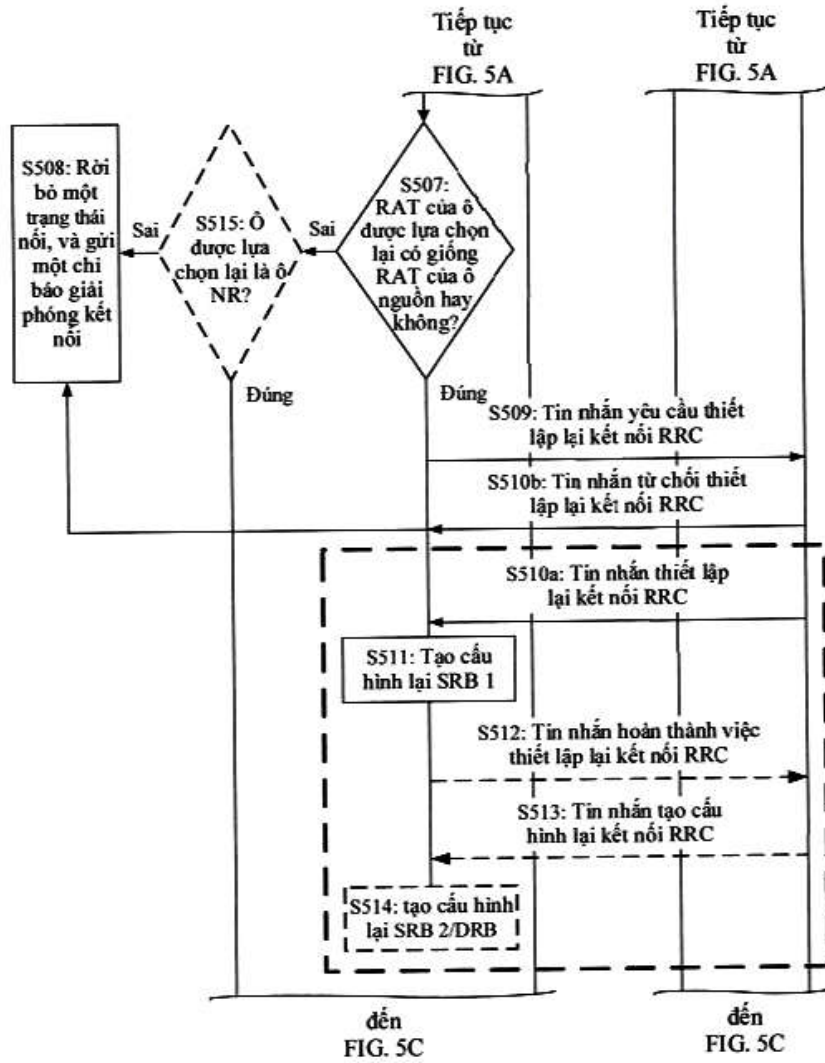 Tiếp tục
từ
FIG. 5A
Tiếp tục
từ
FIG. 5A
S508: Rời
bỏ một
trạng thái
nối, và gửi
một chỉ
báo giải
phóng kết
nối
Sai
S515: Ô
được lựa
chọn lại là ô
NR?
Sai
S507:
RAT của ô
được lựa chọn
lại có giống
RAT của ô
nguồn hay
không?
Đúng
Đúng
S509: Tin nhắn yêu cầu thiết
lập lại kết nối RRC
S510b: Tin nhắn từ chối thiết
lập lại kết nối RRC
S510a: Tin nhắn thiết lập
lại kết nối RRC
S511: Tạo cấu
hình lại SRB 1
S512: Tin nhắn hoàn thành việc
thiết lập lại kết nối RRC
S513: Tin nhắn tạo cấu
hình lại kết nối RRC
S514: tạo cấu hình
lại SRB 2/DRB
đến
FIG. 5C
đến
FIG. 5C